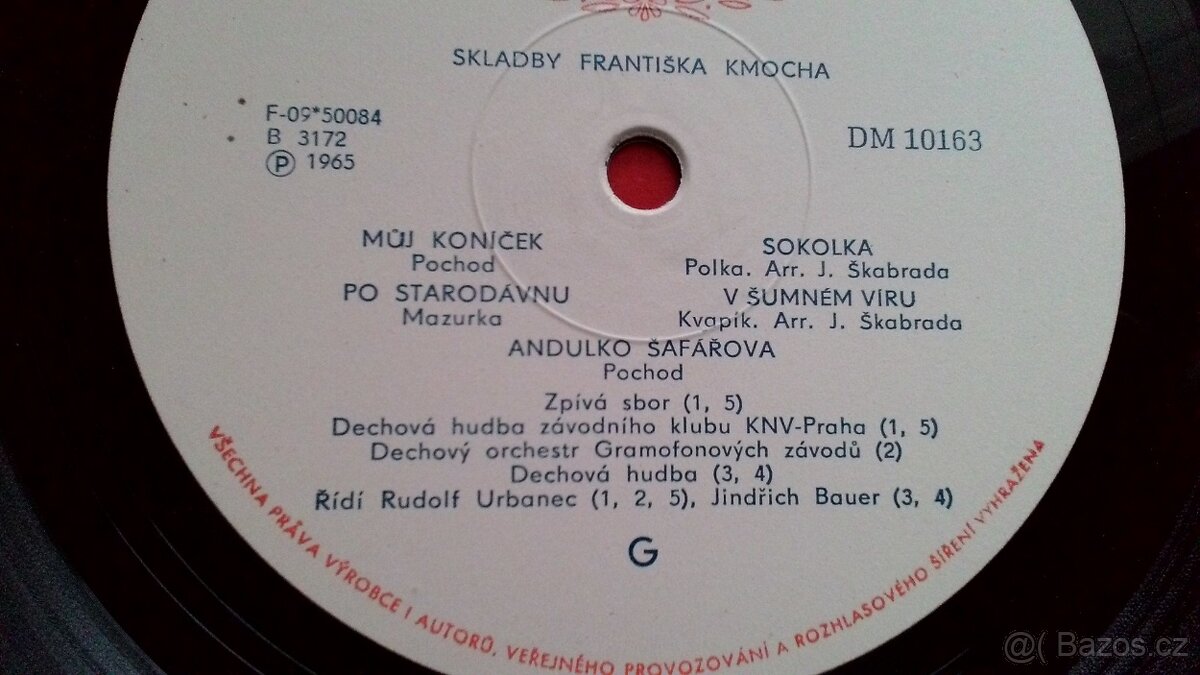 SKLADBY FRANTIŠKA KMOCHA
F-09*50084
B 3172
Ⓟ 1965
DM 10163
MŮJ KONÍČEK
Pochod
PO STARODÁVNU
Mazurka
SOKOLKA
Polka. Arr. J. Škabrada
V ŠUMNÉM VÍRU
Kvapík. Arr. J. Škabrada
ANDULKO ŠAFÁŘOVA
Pochod
Zpívá sbor (1, 5)
Dechová hudba závodního klubu KNV-Praha (1, 5)
Dechový orchestr Gramofonových závodů (2)
Dechová hudba (3, 4)
Řídí Rudolf Urbanec (1, 2, 5), Jindřich Bauer (3, 4)
G
VŠECHNA PRÁVA VÝROBCE I AUTORŮ, VEŘEJNÉHO PROVOZOVÁNÍ A ROZHLASOVÉHO ŠÍŘENÍ VYHRAŽENA
@( Bazos.cz